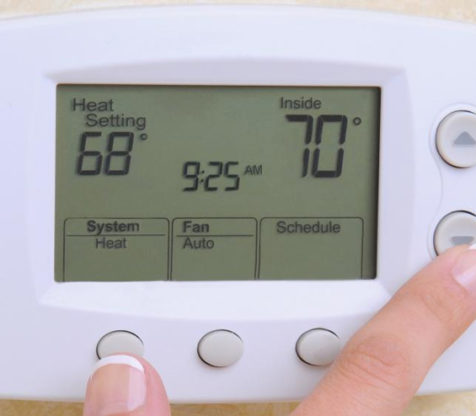 Heat
Setting
68°
Inside
70°
9:25 AM
System
Heat
Fan
Auto
Schedule